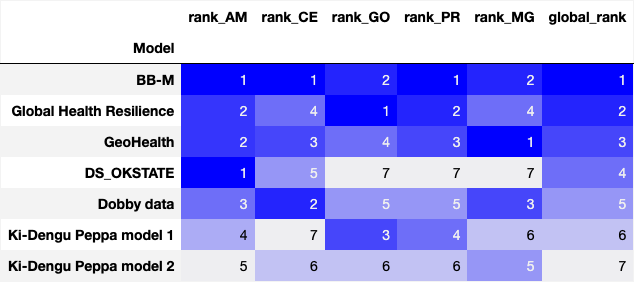 rank_AM rank_CE rank_GO rank_PR rank_MG global_rank
Model
BB-M 1 1 2 1 2 1
Global Health Resilience 2 4 1 2 4 2
GeoHealth 2 3 4 3 1 3
DS_OKSTATE 1 5 7 7 7 4
Dobby data 3 2 5 5 3 5
Ki-Dengu Peppa model 1 4 7 3 4 6 6
Ki-Dengu Peppa model 2 5 6 6 6 5 7